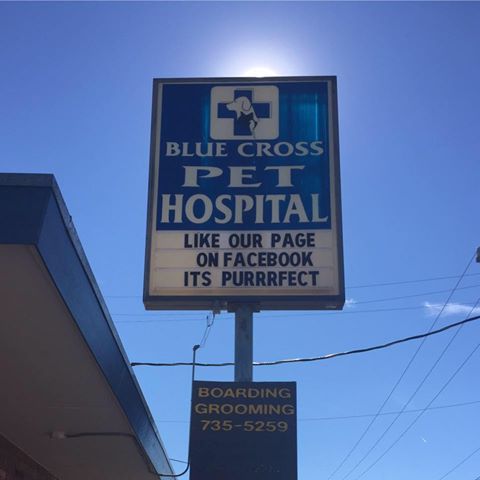 BLUE CROSS
PET
HOSPITAL
LIKE OUR PAGE
ON FACEBOOK
ITS PURRRFECT
BOARDING
GROOMING
735-5259